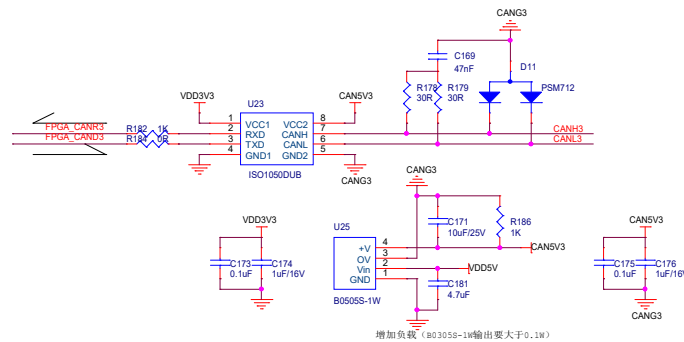 CANG3
C169
47nF
D11
PSM712
R178
30R
R179
30R
VDD3V3
U23
CAN5V3
1
2
3
4
VCC1
RXD
TXD
GND1
VCC2
CANH
CANL
GND2
8
7
6
5
ISO1050DUB
FPGA_CANR3
R182
1K
FPGA_CAND3
R184
0R
CANH3
CANL3
CANG3
CANG3
U25
+V
OV
Vin
GND
4
3
2
1
B0505S-1W
C171
10uF/25V
R186
1K
CAN5V3
VDD5V
C181
4.7uF
VDD3V3
C173
0.1uF
C174
1uF/16V
CAN5V3
C175
0.1uF
C176
1uF/16V
CANG3
增加负载（B0305S-1W输出要大于0.1W）